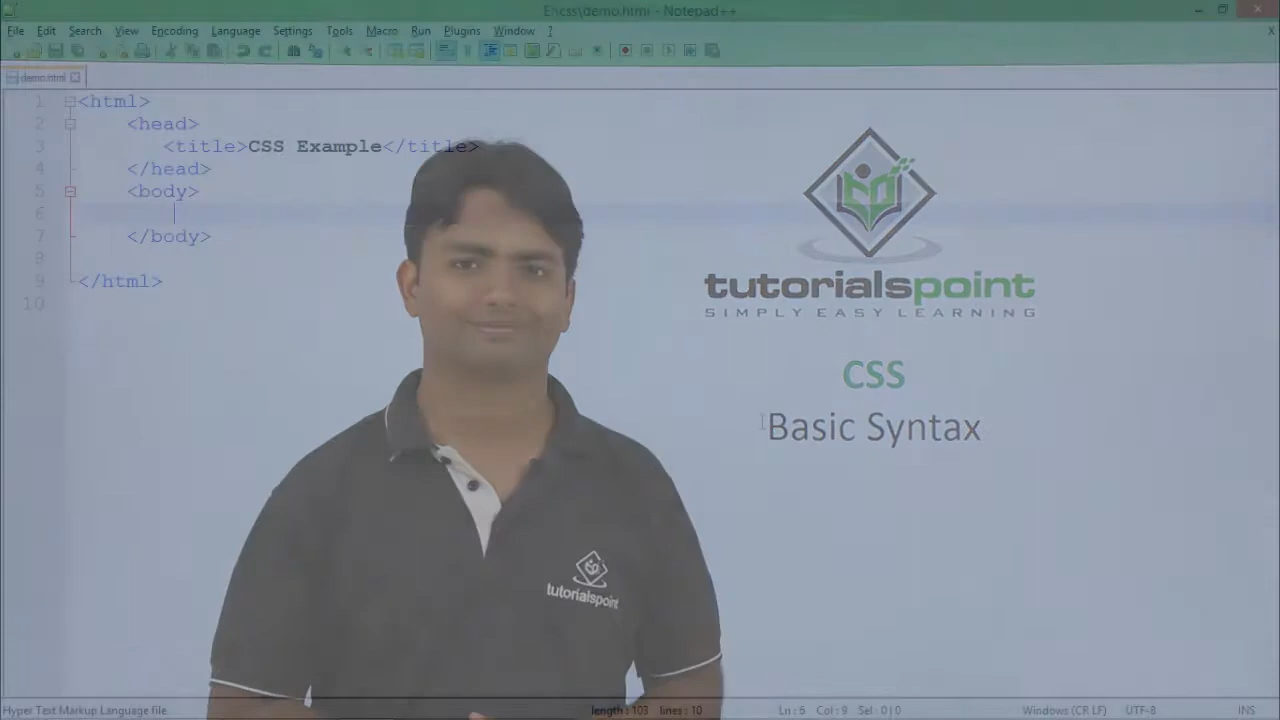 E:\css\demo.html - Notepad++
File Edit Search View Encoding Language Settings Tools Macro Run Plugins Window ?
X
demo.html
1 <html>
2 <head>
3 <title>CSS Example</title>
4 </head>
5 <body>
6
7 </body>
8
9 </html>
10
tutorialspoint
SIMPLY EASY LEARNING
CSS
Basic Syntax
tutorialspoint
Hyper Text Markup Language file length : 103 lines : 10 Ln : 6 Col : 9 Sel : 0 | 0 Windows (CR LF) UTF-8 INS